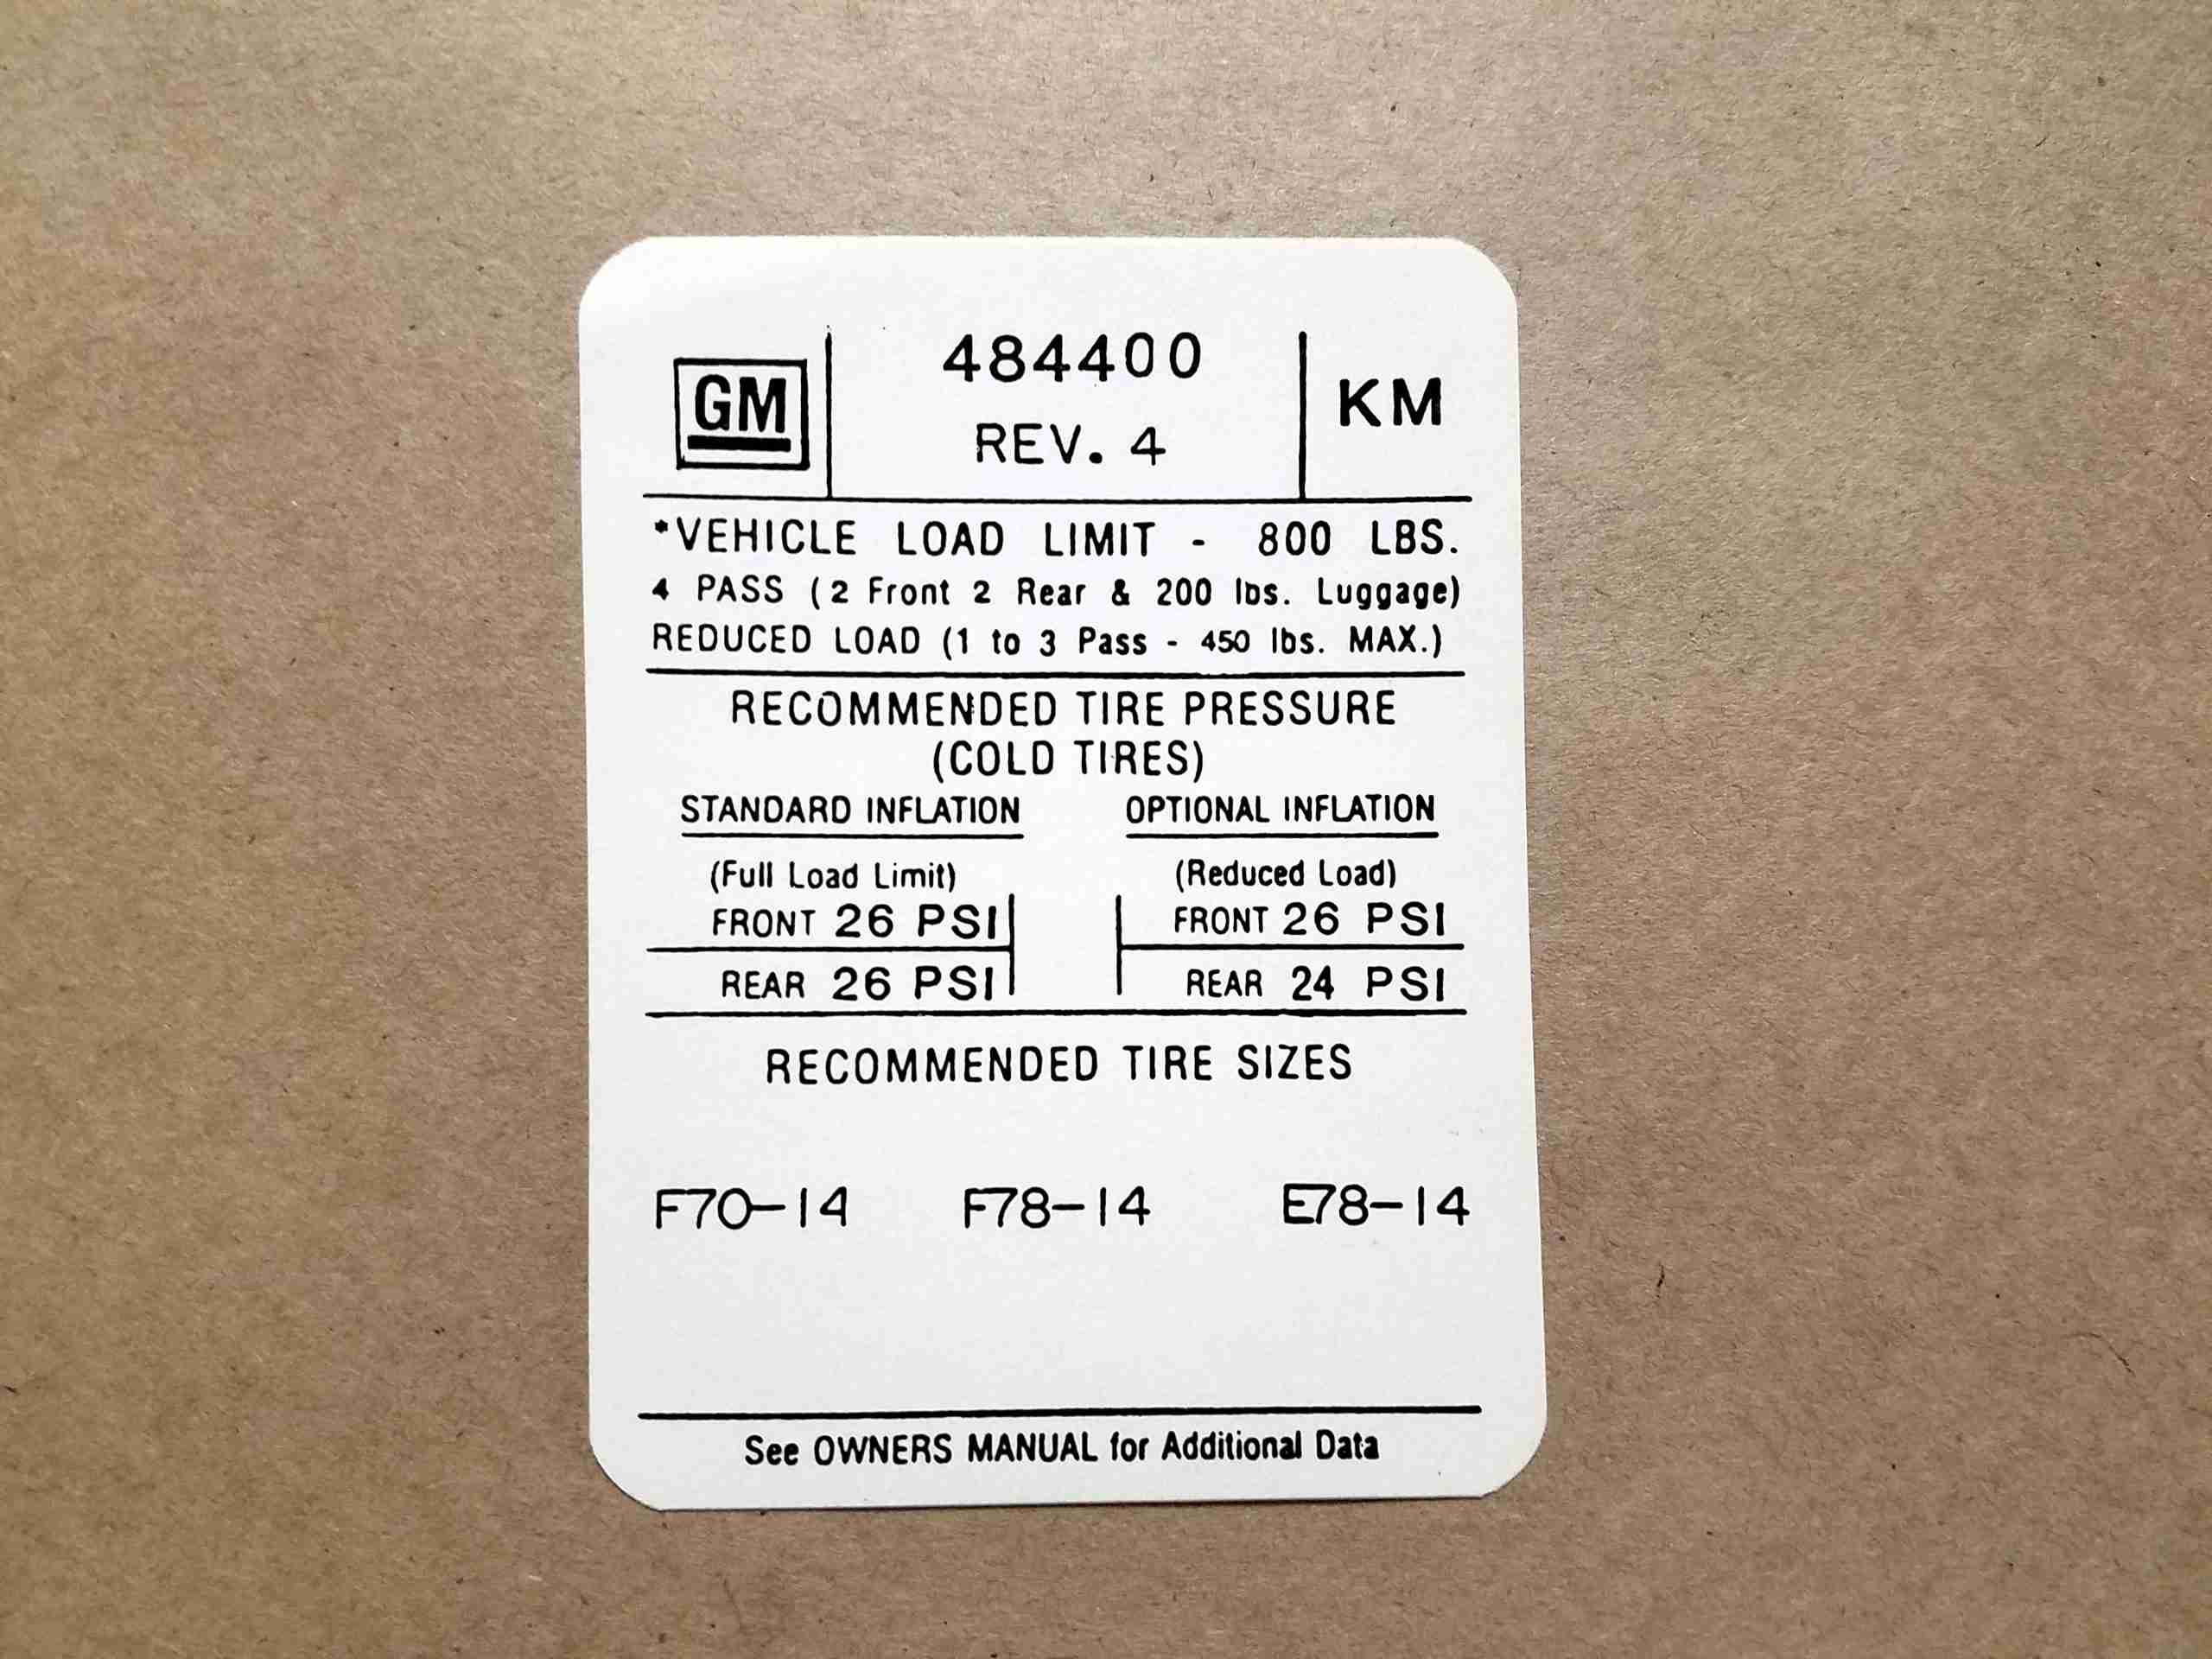 GM
484400
REV. 4
KM
*VEHICLE LOAD LIMIT - 800 LBS.
4 PASS (2 Front 2 Rear & 200 lbs. Luggage)
REDUCED LOAD (1 to 3 Pass - 450 lbs. MAX.)
RECOMMENDED TIRE PRESSURE
(COLD TIRES)
STANDARD INFLATION
(Full Load Limit)
FRONT 26 PSI
REAR 26 PSI
OPTIONAL INFLATION
(Reduced Load)
FRONT 26 PSI
REAR 24 PSI
RECOMMENDED TIRE SIZES
F70-14 F78-14 E78-14
See OWNERS MANUAL for Additional Data